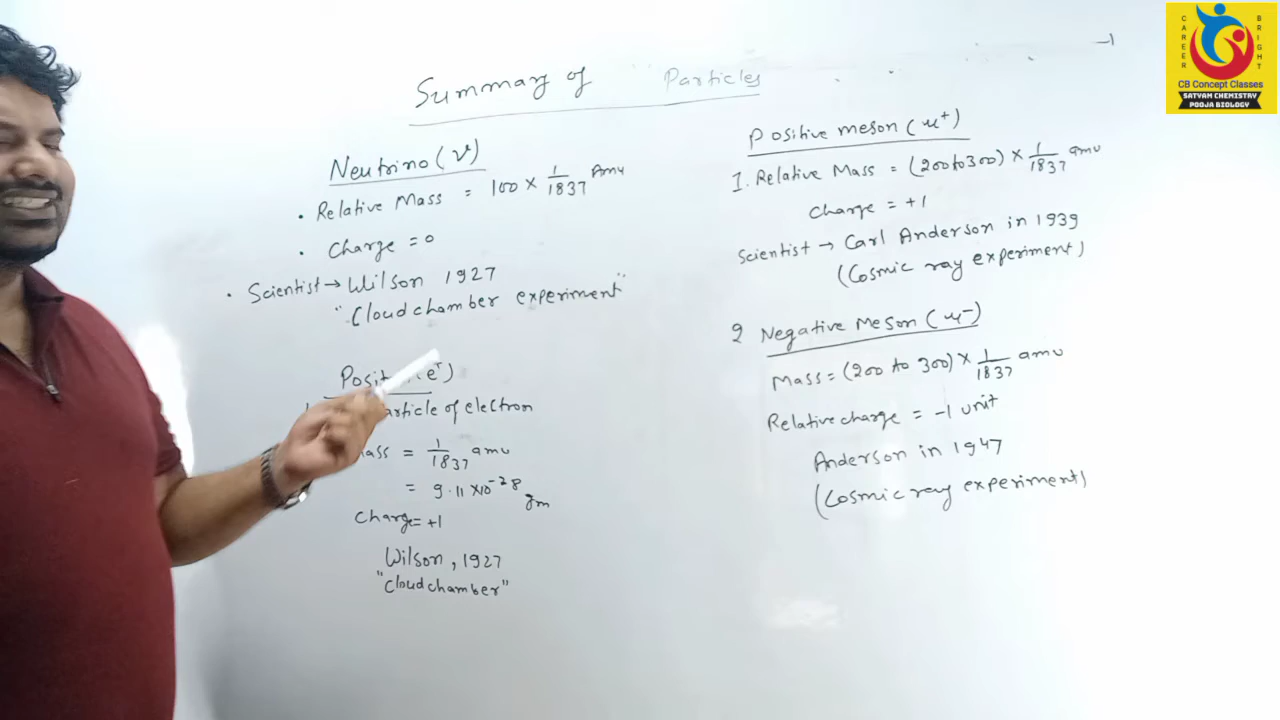 Summary of Particles
Neutrino (ν)
• Relative Mass = 100 × 1/1837 Amu
• Charge = 0
• Scientist → Wilson 1927
"Cloud chamber experiment"
(e+)
article of electron
ass = 1/1837 amu
= 9.11 × 10^-28 gm
Charge = +1
Wilson, 1927
"Cloud chamber"
Positive meson (μ+)
1. Relative Mass = (200 to 300) × 1/1837 amu
Charge = +1
Scientist → Carl Anderson in 1939
(Cosmic ray experiment)
2 Negative Meson (μ-)
Mass = (200 to 300) × 1/1837 amu
Relative charge = -1 unit
Anderson in 1947
(Cosmic ray experiment)
CAREER
BRIGHT
CB Concept Classes
SATYAM CHEMISTRY
POOJA BIOLOGY